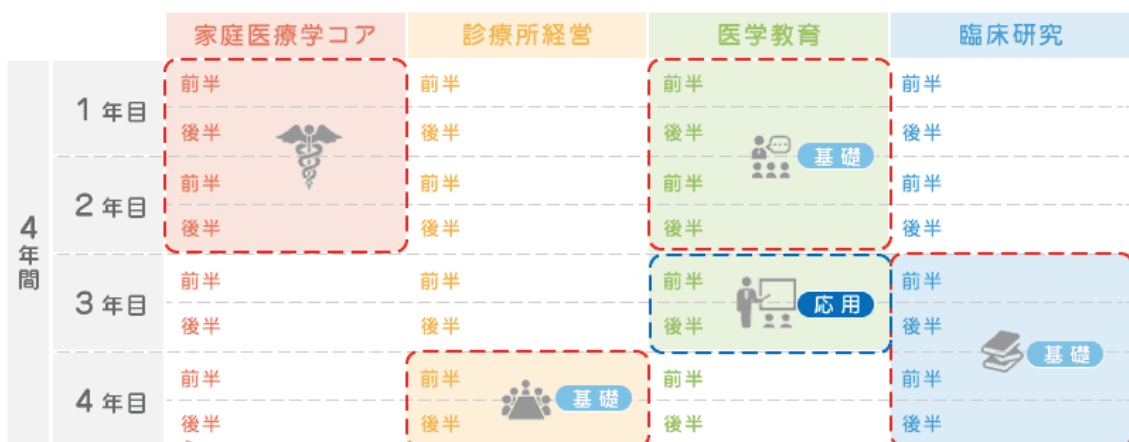 家庭医療学コア 診療所経営 医学教育 臨床研究
4年間
1年目
前半 前半 前半 前半
後半 後半 後半 後半
基礎
2年目
前半 前半 前半 前半
後半 後半 後半 後半
3年目
前半 前半 前半 前半
応用
後半 後半 後半 後半
基礎
4年目
前半 前半 前半 前半
基礎
後半 後半 後半 後半